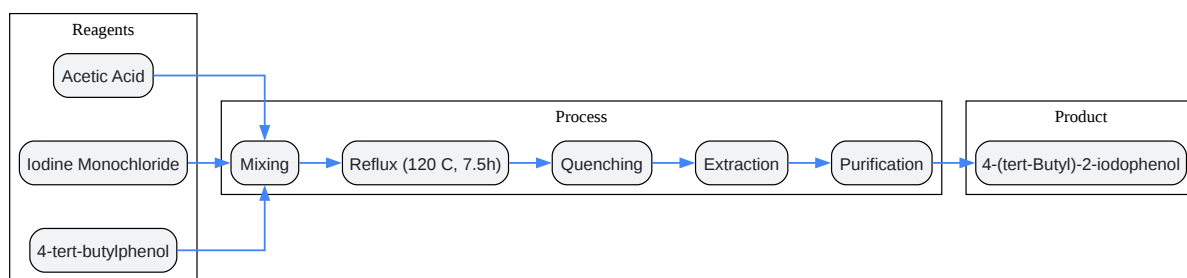 Reagents
Acetic Acid
Iodine Monochloride
4-tert-butylphenol
Process
Mixing
Reflux (120 C, 7.5h)
Quenching
Extraction
Purification
Product
4-(tert-Butyl)-2-iodophenol